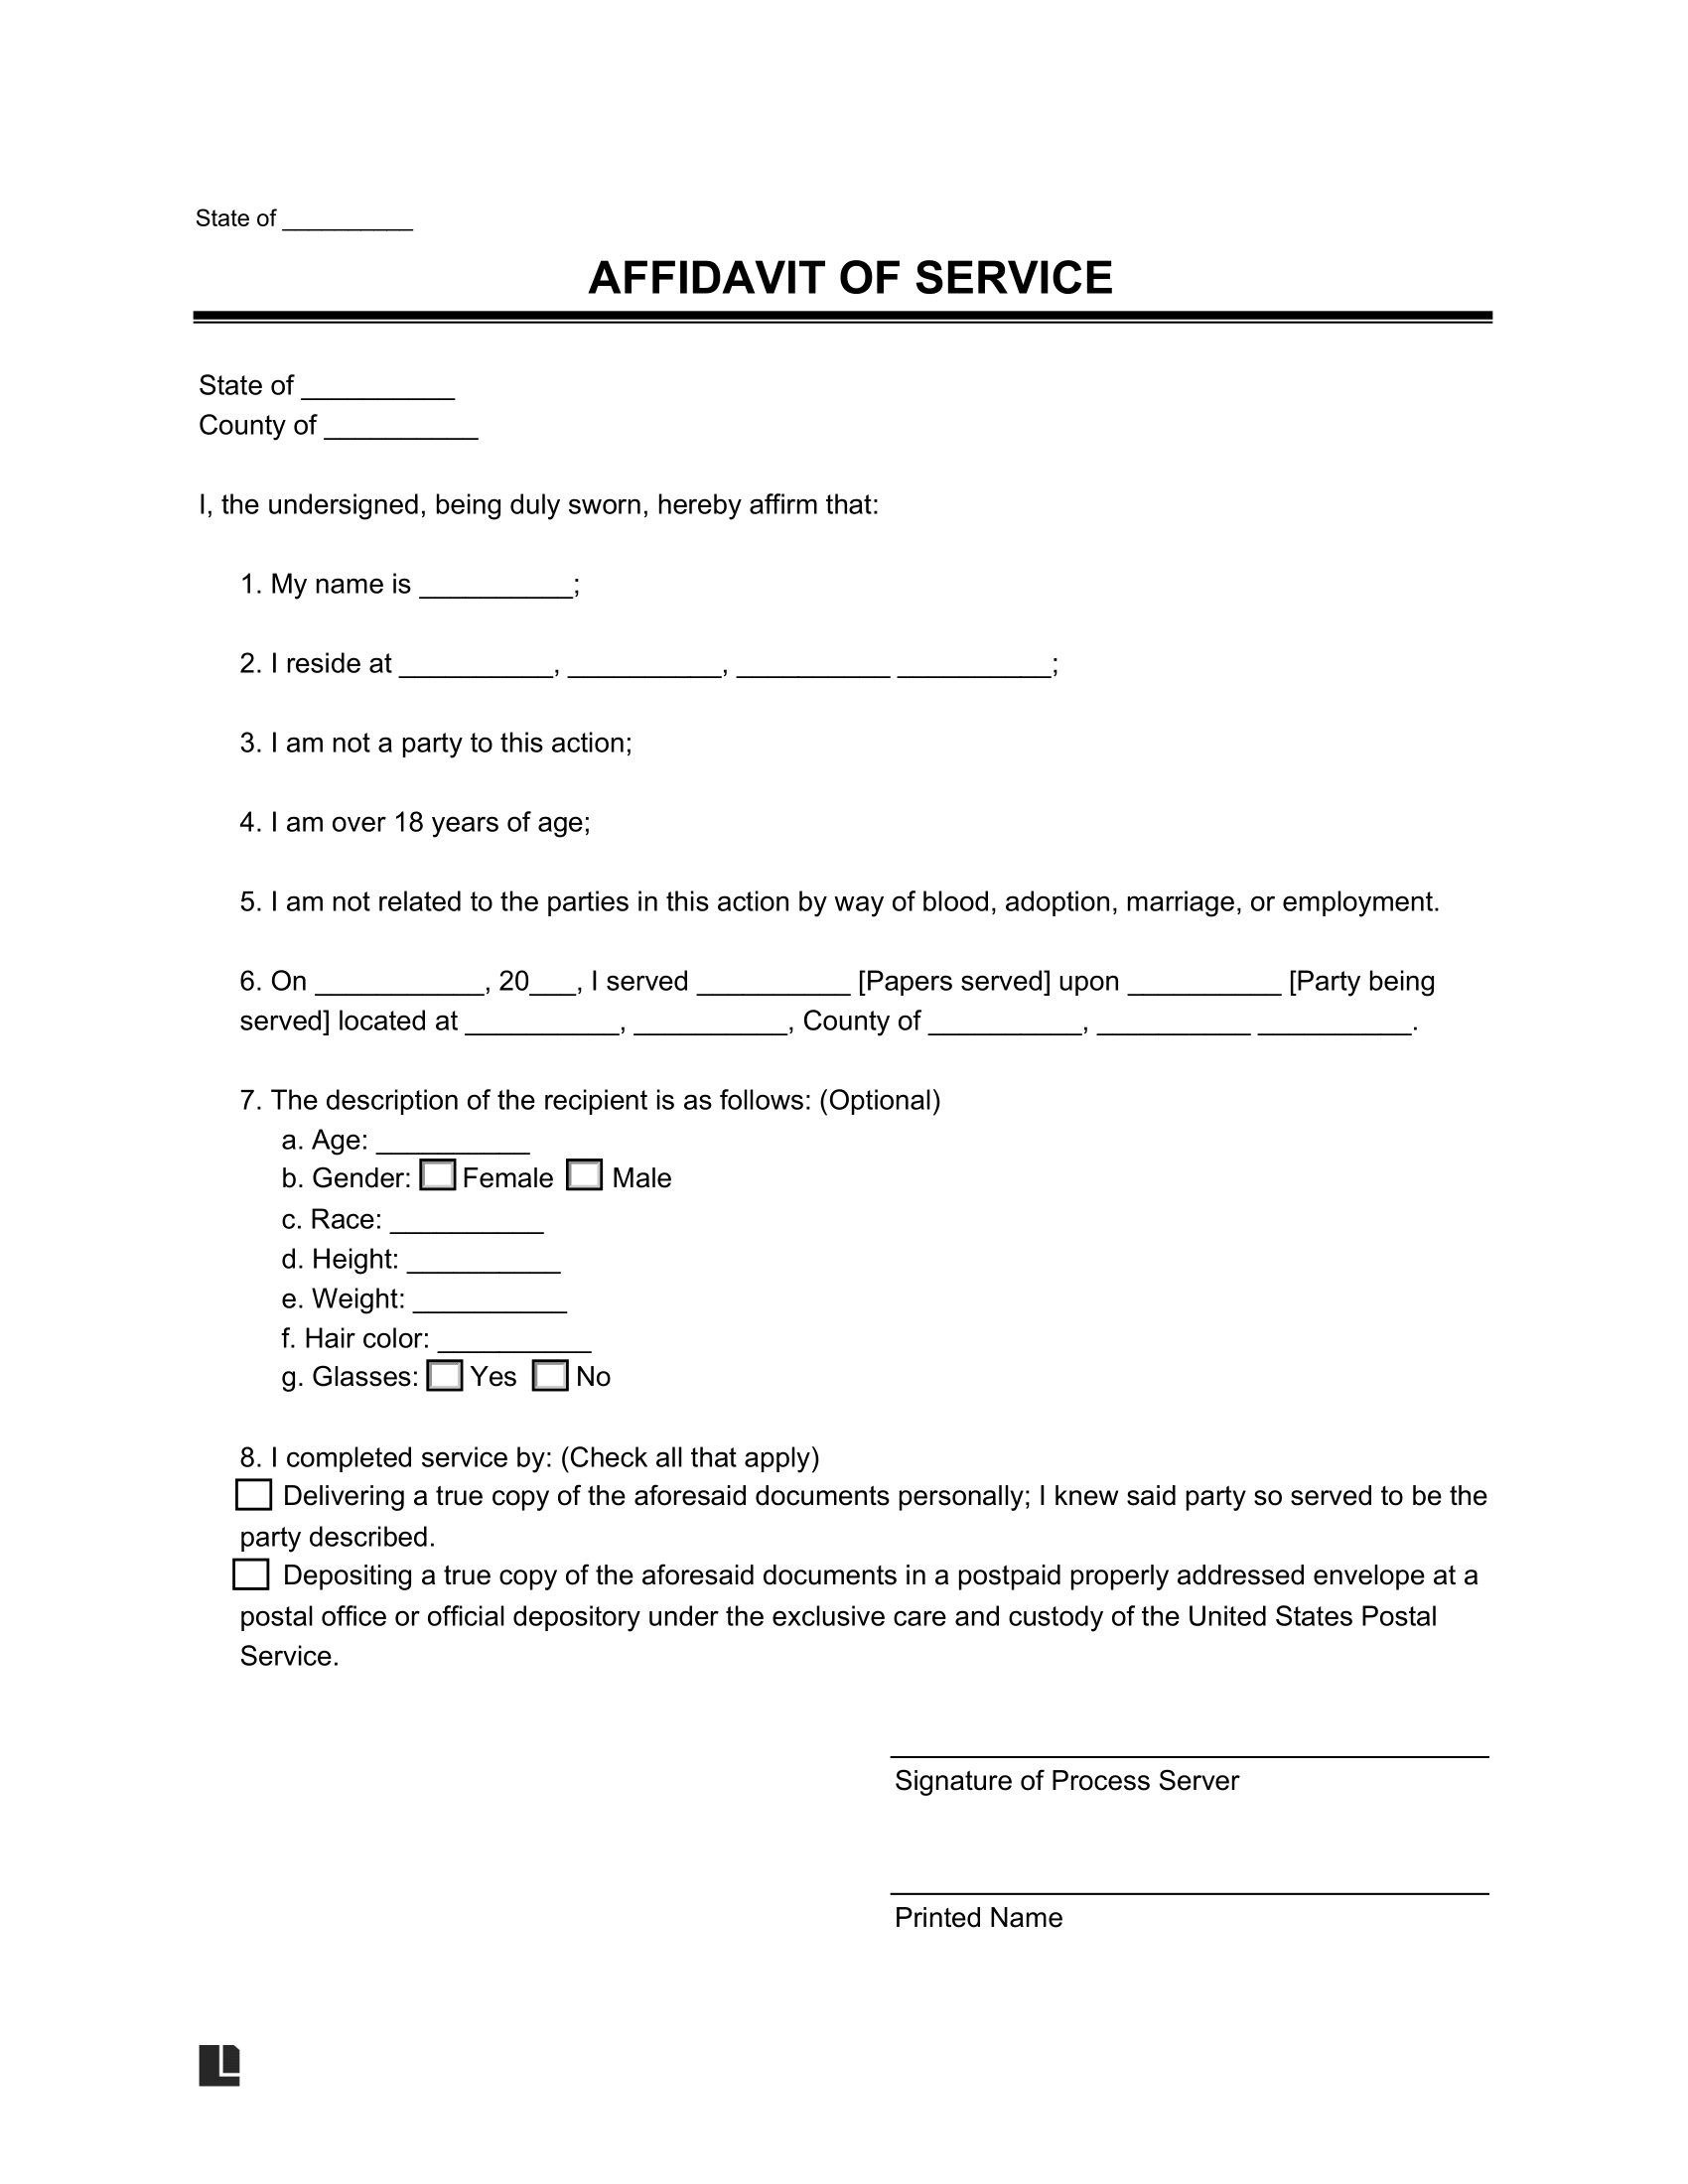 State of __________
AFFIDAVIT OF SERVICE
State of __________
County of __________
I, the undersigned, being duly sworn, hereby affirm that:
1. My name is __________;
2. I reside at __________, __________, __________ __________;
3. I am not a party to this action;
4. I am over 18 years of age;
5. I am not related to the parties in this action by way of blood, adoption, marriage, or employment.
6. On ___________, 20___, I served __________ [Papers served] upon __________ [Party being
served] located at __________, __________, County of __________, __________ __________.
7. The description of the recipient is as follows: (Optional)
a. Age: __________
b. Gender: Female Male
c. Race: __________
d. Height: __________
e. Weight: __________
f. Hair color: __________
g. Glasses: Yes No
8. I completed service by: (Check all that apply)
Delivering a true copy of the aforesaid documents personally; I knew said party so served to be the
party described.
Depositing a true copy of the aforesaid documents in a postpaid properly addressed envelope at a
postal office or official depository under the exclusive care and custody of the United States Postal
Service.
Signature of Process Server
Printed Name